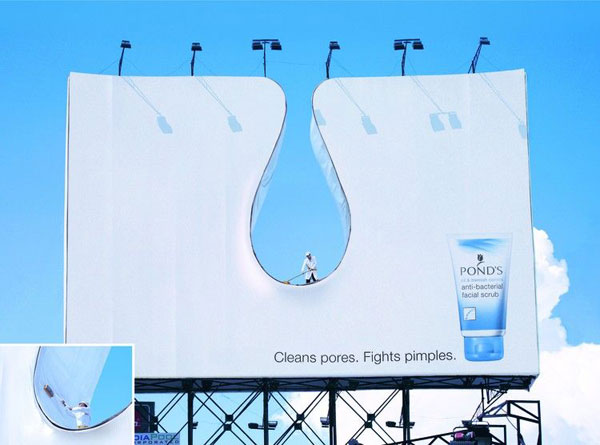 POND'S
anti-bacterial
facial scrub
Cleans pores. Fights pimples.